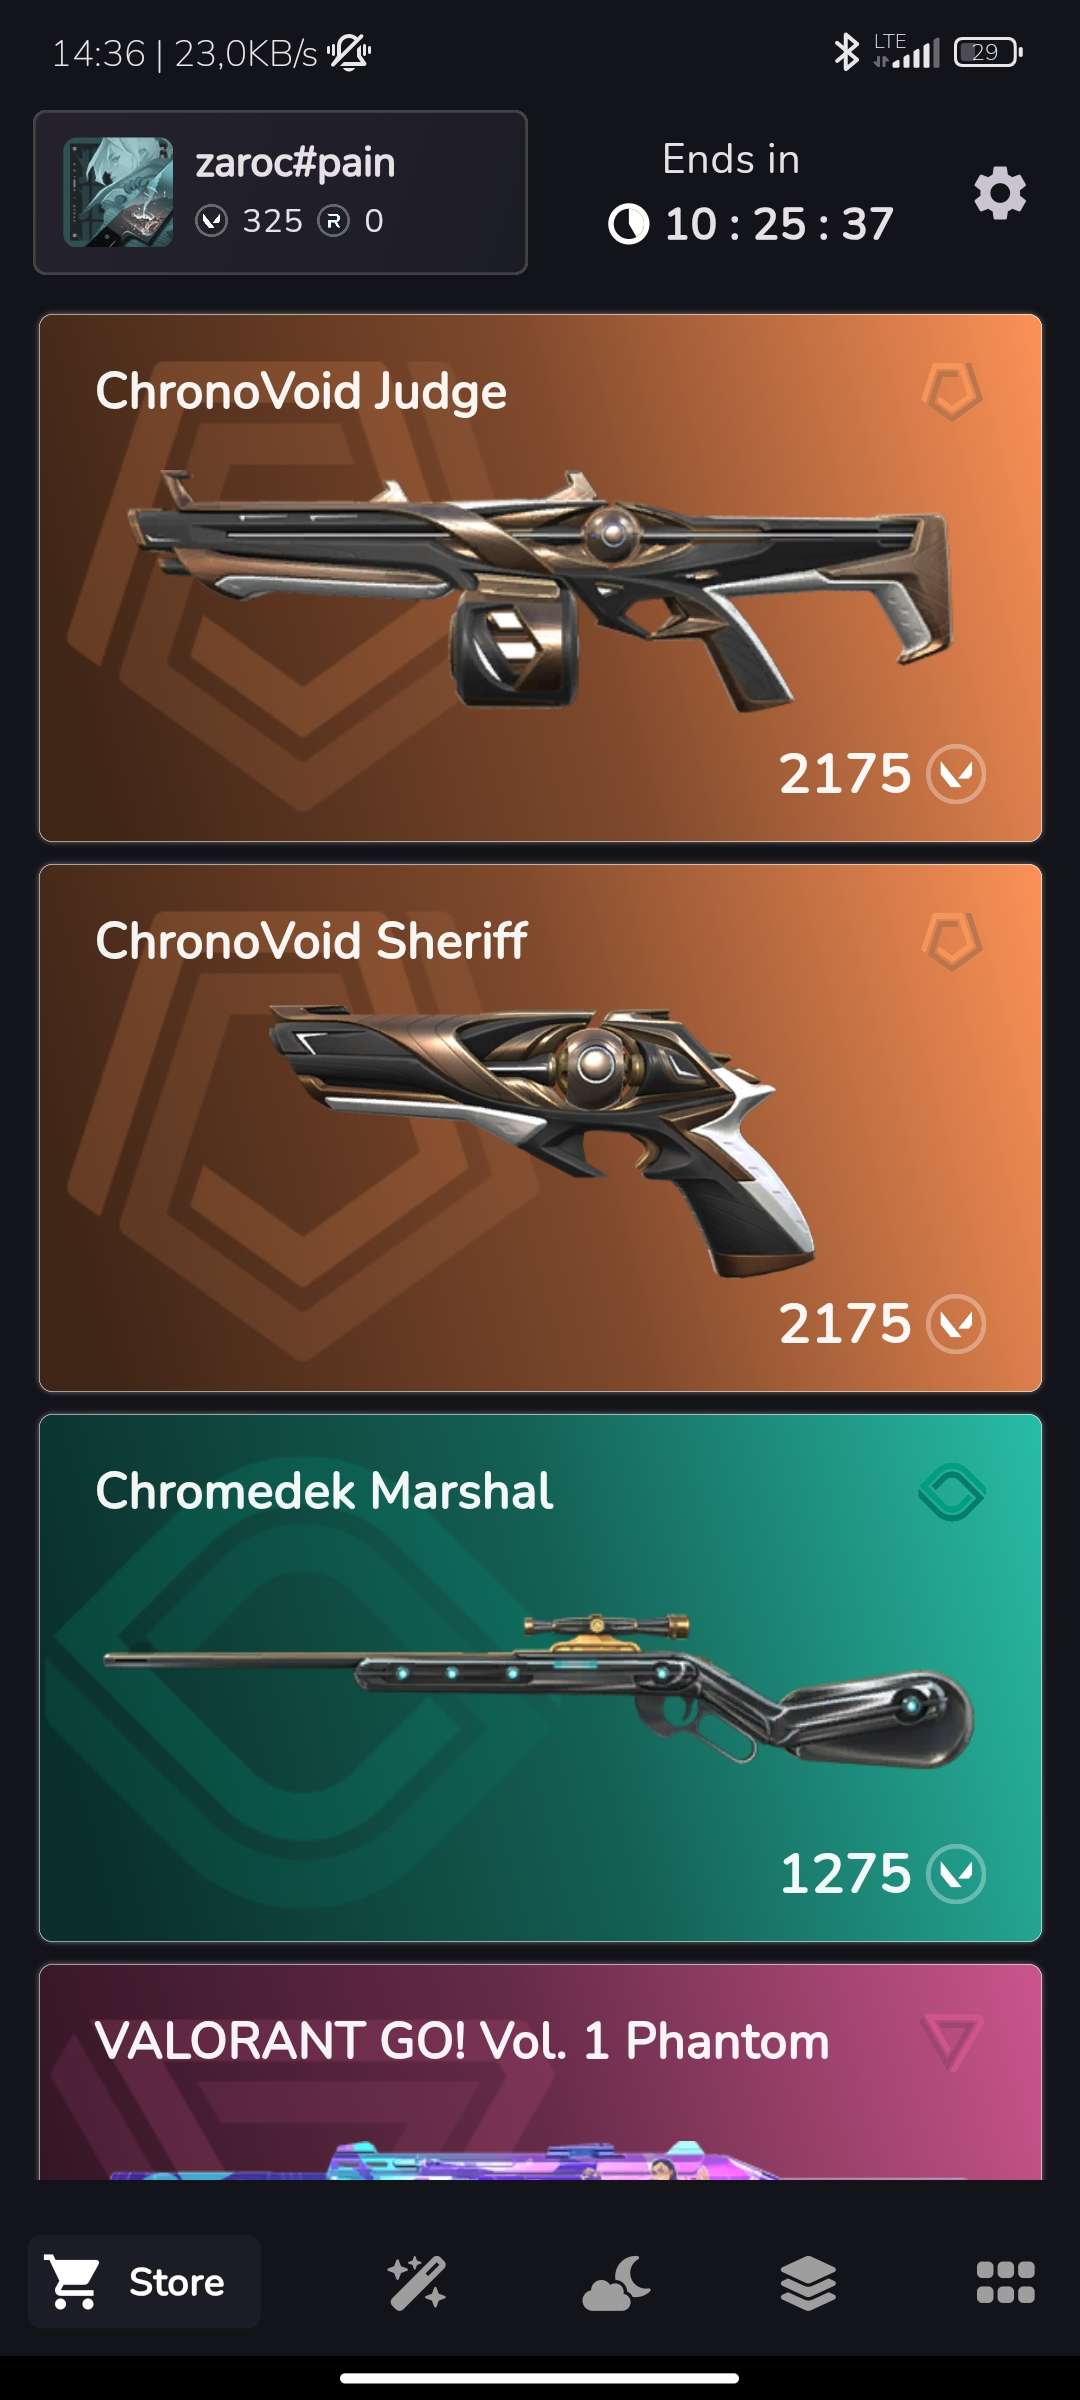 14:36 | 23,0KB/s LTE 29
zaroc#pain
325 R 0
Ends in
10 : 25 : 37
ChronoVoid Judge
2175
ChronoVoid Sheriff
2175
Chromedek Marshal
1275
VALORANT GO! Vol. 1 Phantom
Store